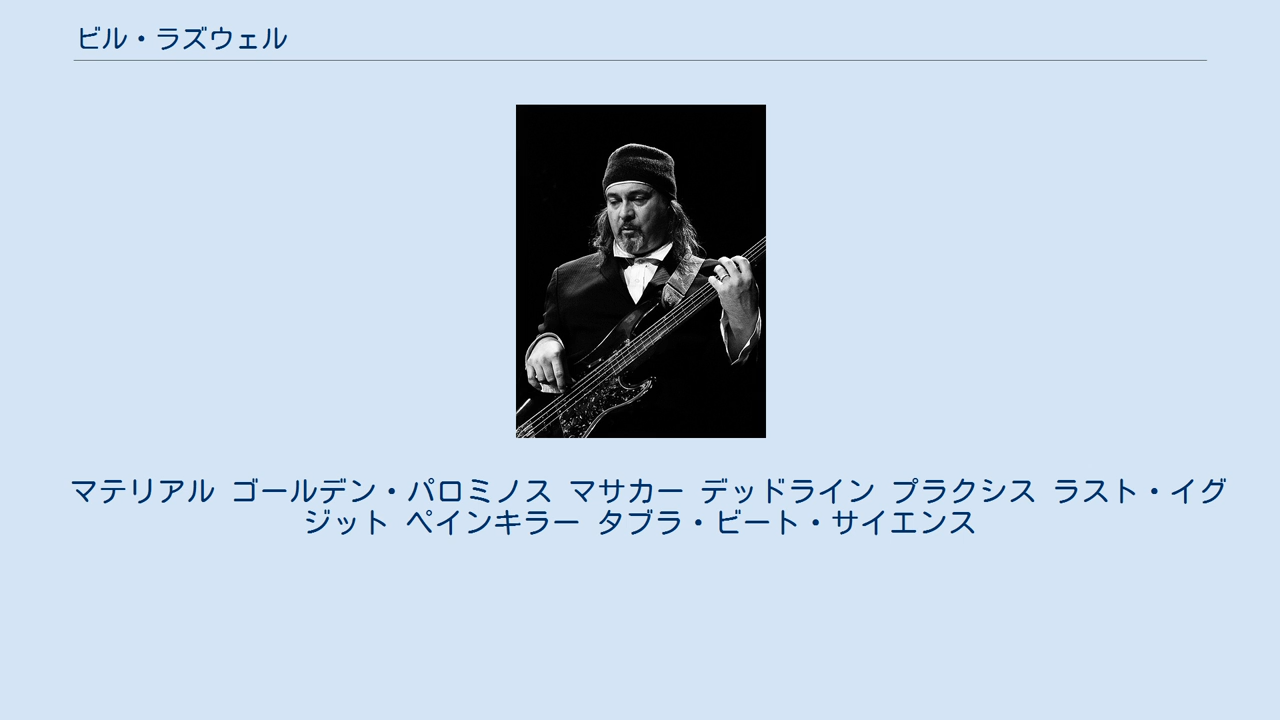 ビル・ラズウェル
マテリアル ゴールデン・パロミノス マサカー デッドライン プラクシス ラスト・イグ
ジット ペインキラー タブラ・ビート・サイエンス